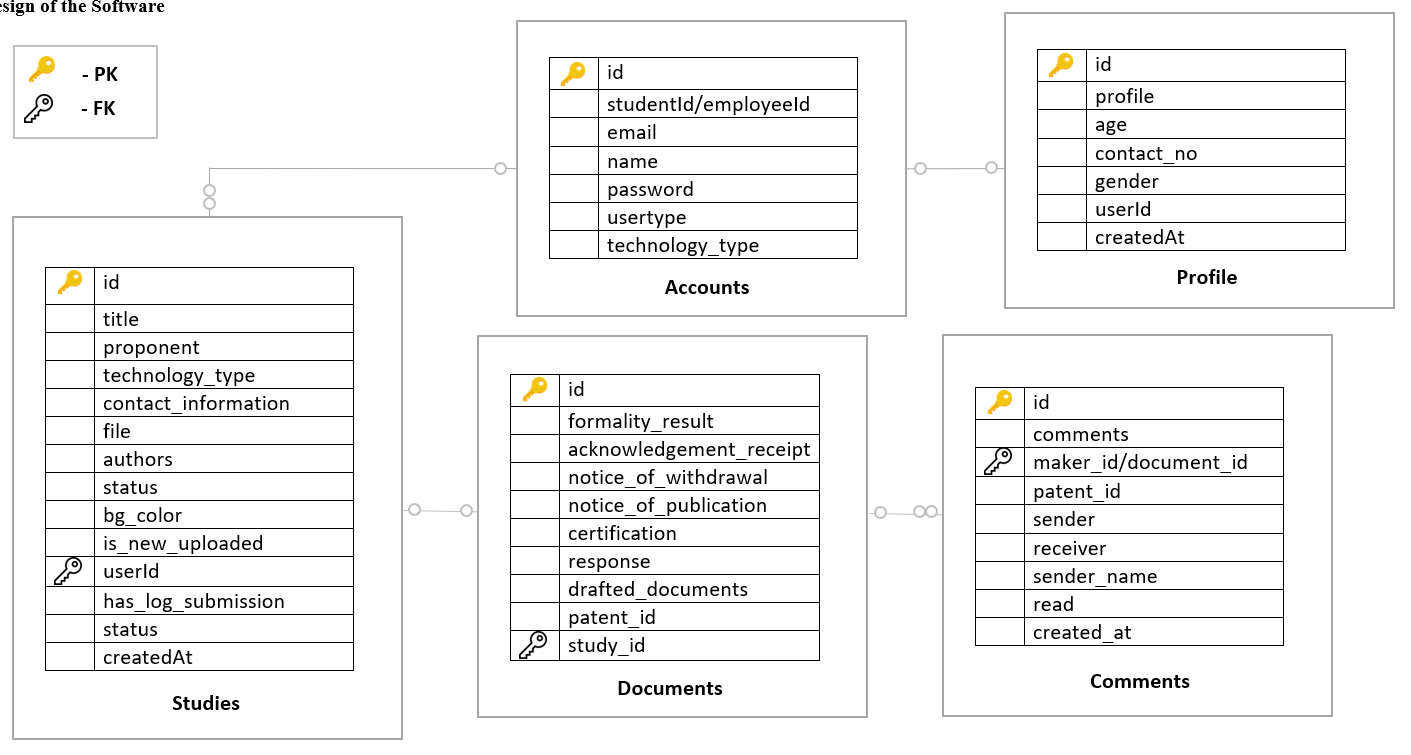 esign of the Software
- PK
- FK
id
studentId/employeeId
email
name
password
usertype
technology_type
Accounts
id
profile
age
contact_no
gender
userId
createdAt
Profile
id
title
proponent
technology_type
contact_information
file
authors
status
bg_color
is_new_uploaded
userId
has_log_submission
status
createdAt
Studies
id
formality_result
acknowledgement_receipt
notice_of_withdrawal
notice_of_publication
certification
response
drafted_documents
patent_id
study_id
Documents
id
comments
maker_id/document_id
patent_id
sender
receiver
sender_name
read
created_at
Comments